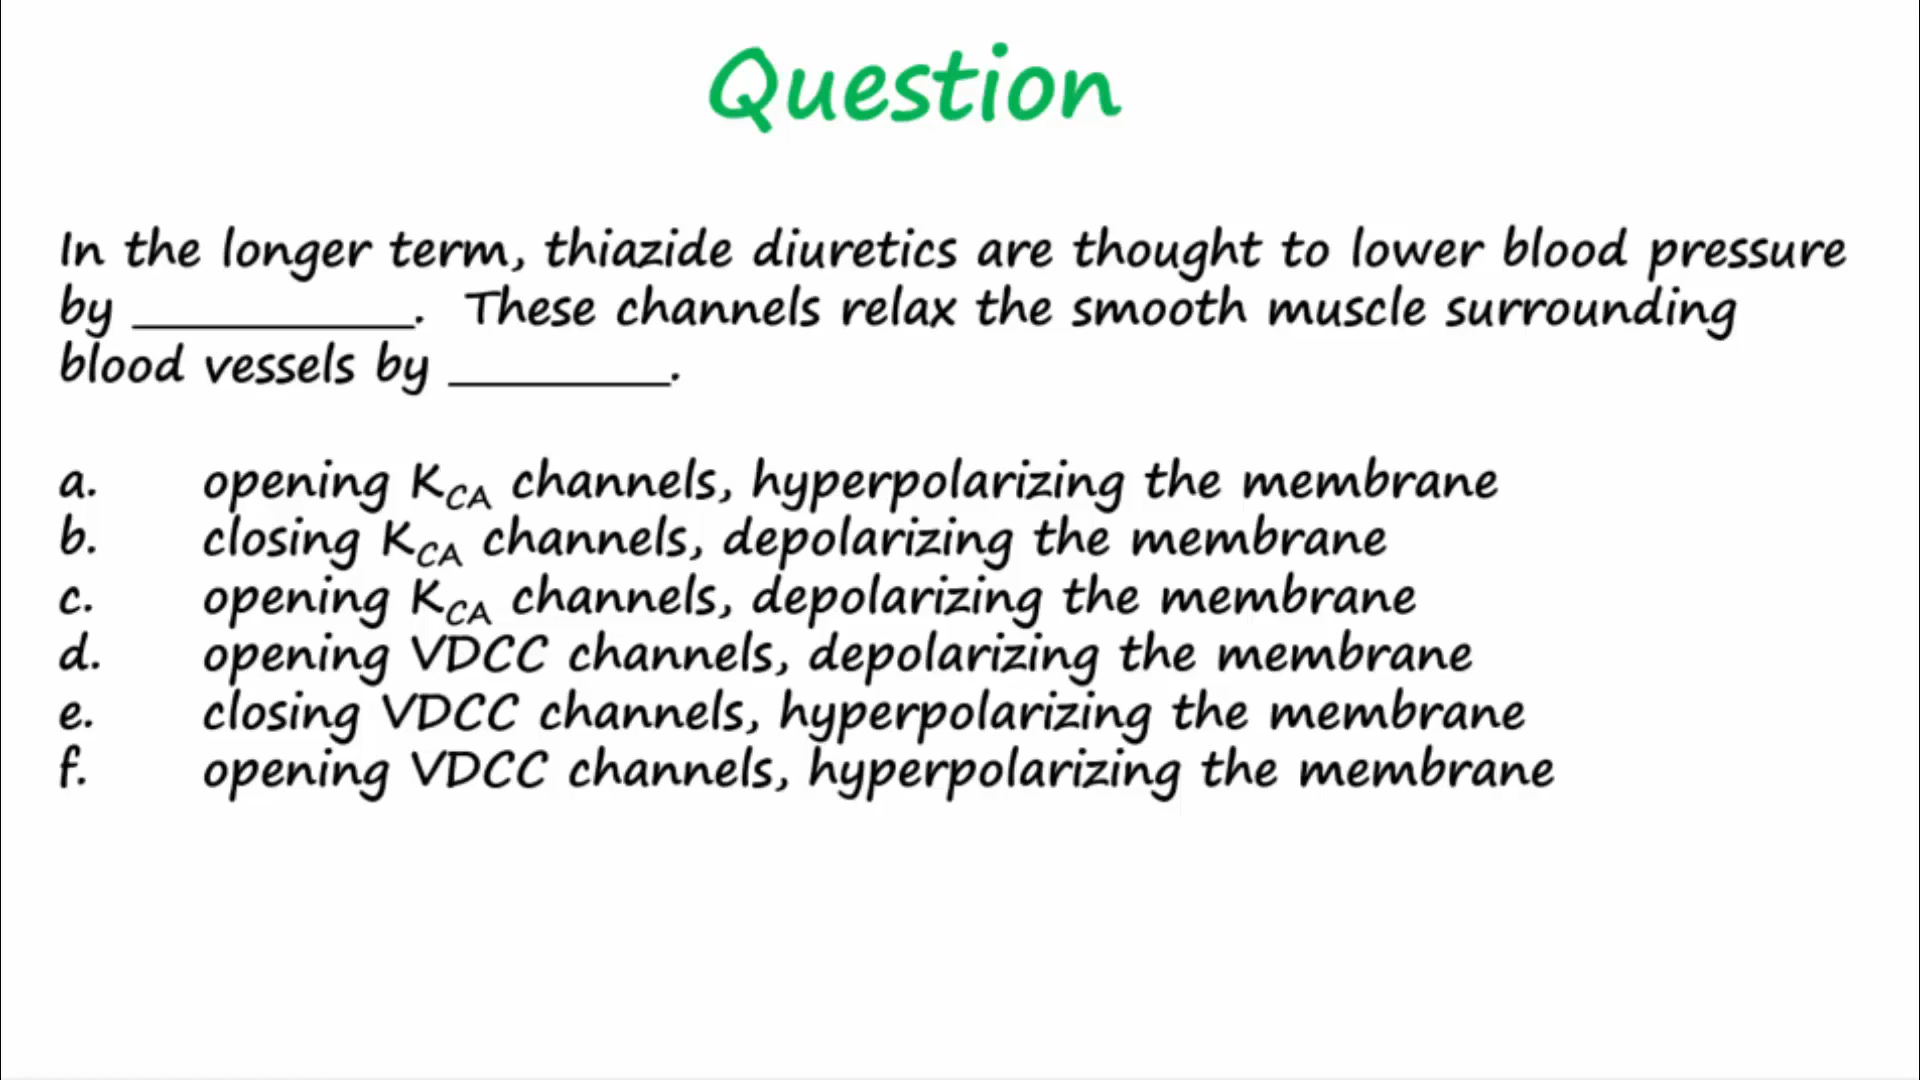 Question
In the longer term, thiazide diuretics are thought to lower blood pressure
by ___________. These channels relax the smooth muscle surrounding
blood vessels by _________.
a. opening KCA channels, hyperpolarizing the membrane
b. closing KCA channels, depolarizing the membrane
c. opening KCA channels, depolarizing the membrane
d. opening VDCC channels, depolarizing the membrane
e. closing VDCC channels, hyperpolarizing the membrane
f. opening VDCC channels, hyperpolarizing the membrane